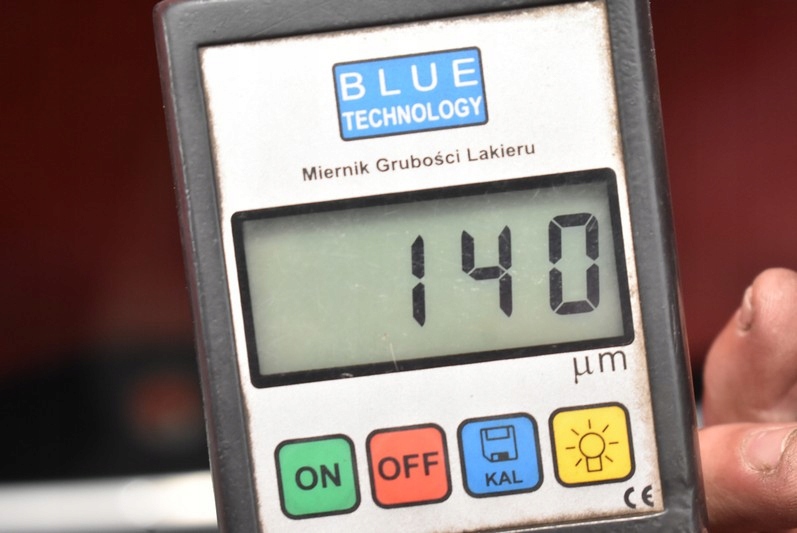 BLUE
TECHNOLOGY
Miernik Grubości Lakieru
140
μm
ON
OFF
KAL
CE